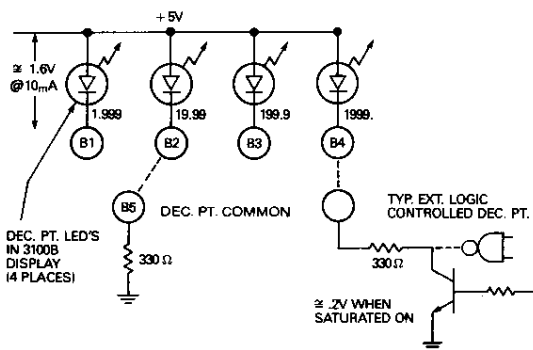 +5V
≅ 1.6V
@10mA
1.999
19.99
199.9
1999.
B1
B2
B3
B4
B5
DEC. PT. COMMON
TYP. EXT. LOGIC
CONTROLLED DEC. PT.
DEC. PT. LED'S
IN 3100B
DISPLAY
(4 PLACES)
330 Ω
330 Ω
≅ .2V WHEN
SATURATED ON